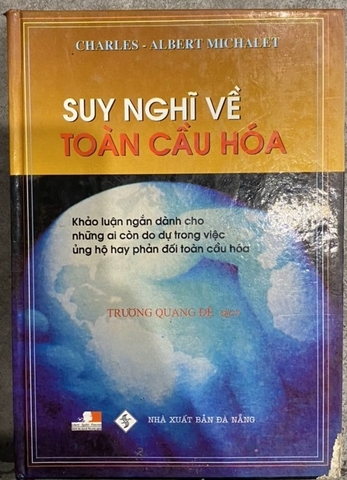 CHARLES - ALBERT MICHALET
SUY NGHĨ VỀ
TOÀN CẦU HÓA
Khảo luận ngắn dành cho
những ai còn do dự trong việc
ủng hộ hay phản đối toàn cầu hóa
TRƯƠNG QUANG ĐỆ
NHÀ XUẤT BẢN ĐÀ NẴNG